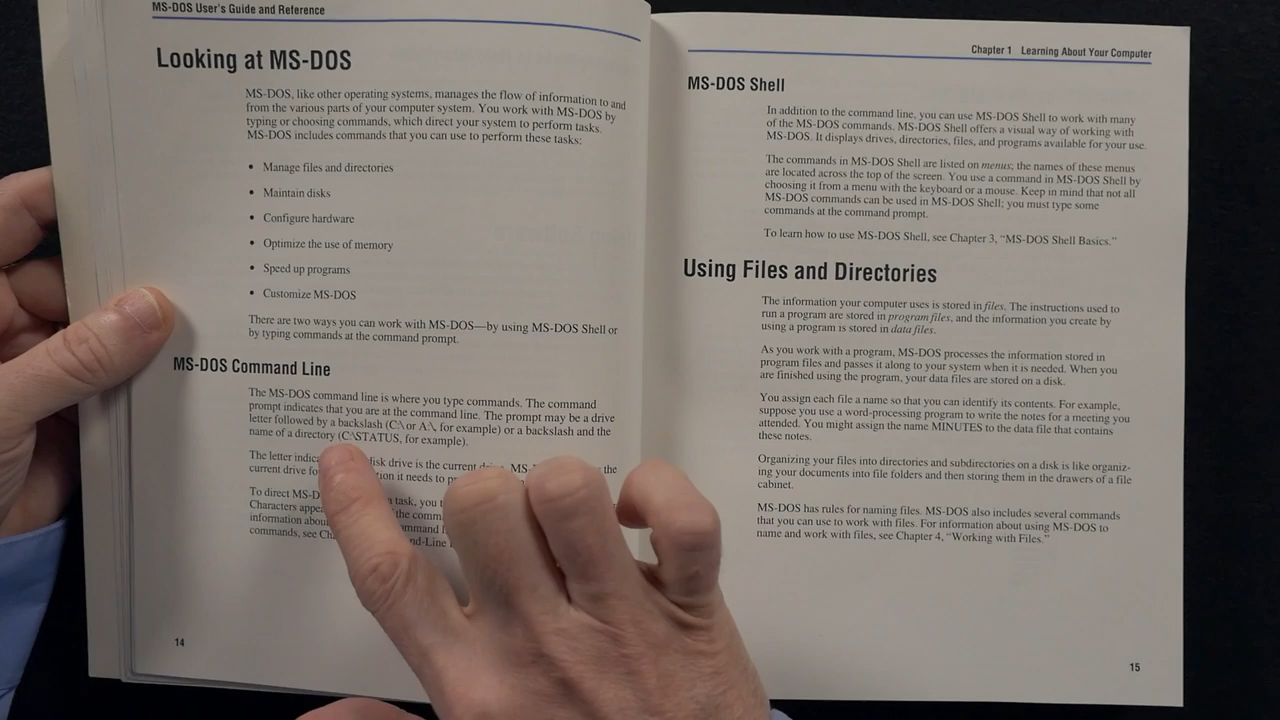 MS-DOS User's Guide and Reference
Looking at MS-DOS
MS-DOS, like other operating systems, manages the flow of information to and
from the various parts of your computer system. You work with MS-DOS by
typing or choosing commands, which direct your system to perform tasks.
MS-DOS includes commands that you can use to perform these tasks:
• Manage files and directories
• Maintain disks
• Configure hardware
• Optimize the use of memory
• Speed up programs
• Customize MS-DOS
There are two ways you can work with MS-DOS—by using MS-DOS Shell or
by typing commands at the command prompt.
MS-DOS Command Line
The MS-DOS command line is where you type commands. The command
prompt indicates that you are at the command line. The prompt may be a drive
letter followed by a backslash (C:\ or A:\, for example) or a backslash and the
name of a directory (C:\STATUS, for example).
The letter disk drive is the current the
current drive it needs to
To direct task, you
Characters the
information
commands, see
14
Chapter 1 Learning About Your Computer
MS-DOS Shell
In addition to the command line, you can use MS-DOS Shell to work with many
of the MS-DOS commands. MS-DOS Shell offers a visual way of working with
MS-DOS. It displays drives, directories, files, and programs available for your use.
The commands in MS-DOS Shell are listed on menus; the names of these menus
are located across the top of the screen. You use a command in MS-DOS Shell by
choosing it from a menu with the keyboard or a mouse. Keep in mind that not all
MS-DOS commands can be used in MS-DOS Shell; you must type some
commands at the command prompt.
To learn how to use MS-DOS Shell, see Chapter 3, "MS-DOS Shell Basics."
Using Files and Directories
The information your computer uses is stored in files. The instructions used to
run a program are stored in program files, and the information you create by
using a program is stored in data files.
As you work with a program, MS-DOS processes the information stored in
program files and passes it along to your system when it is needed. When you
are finished using the program, your data files are stored on a disk.
You assign each file a name so that you can identify its contents. For example,
suppose you use a word-processing program to write the notes for a meeting you
attended. You might assign the name MINUTES to the data file that contains
these notes.
Organizing your files into directories and subdirectories on a disk is like organiz-
ing your documents into file folders and then storing them in the drawers of a file
cabinet.
MS-DOS has rules for naming files. MS-DOS also includes several commands
that you can use to work with files. For information about using MS-DOS to
name and work with files, see Chapter 4, "Working with Files."
15